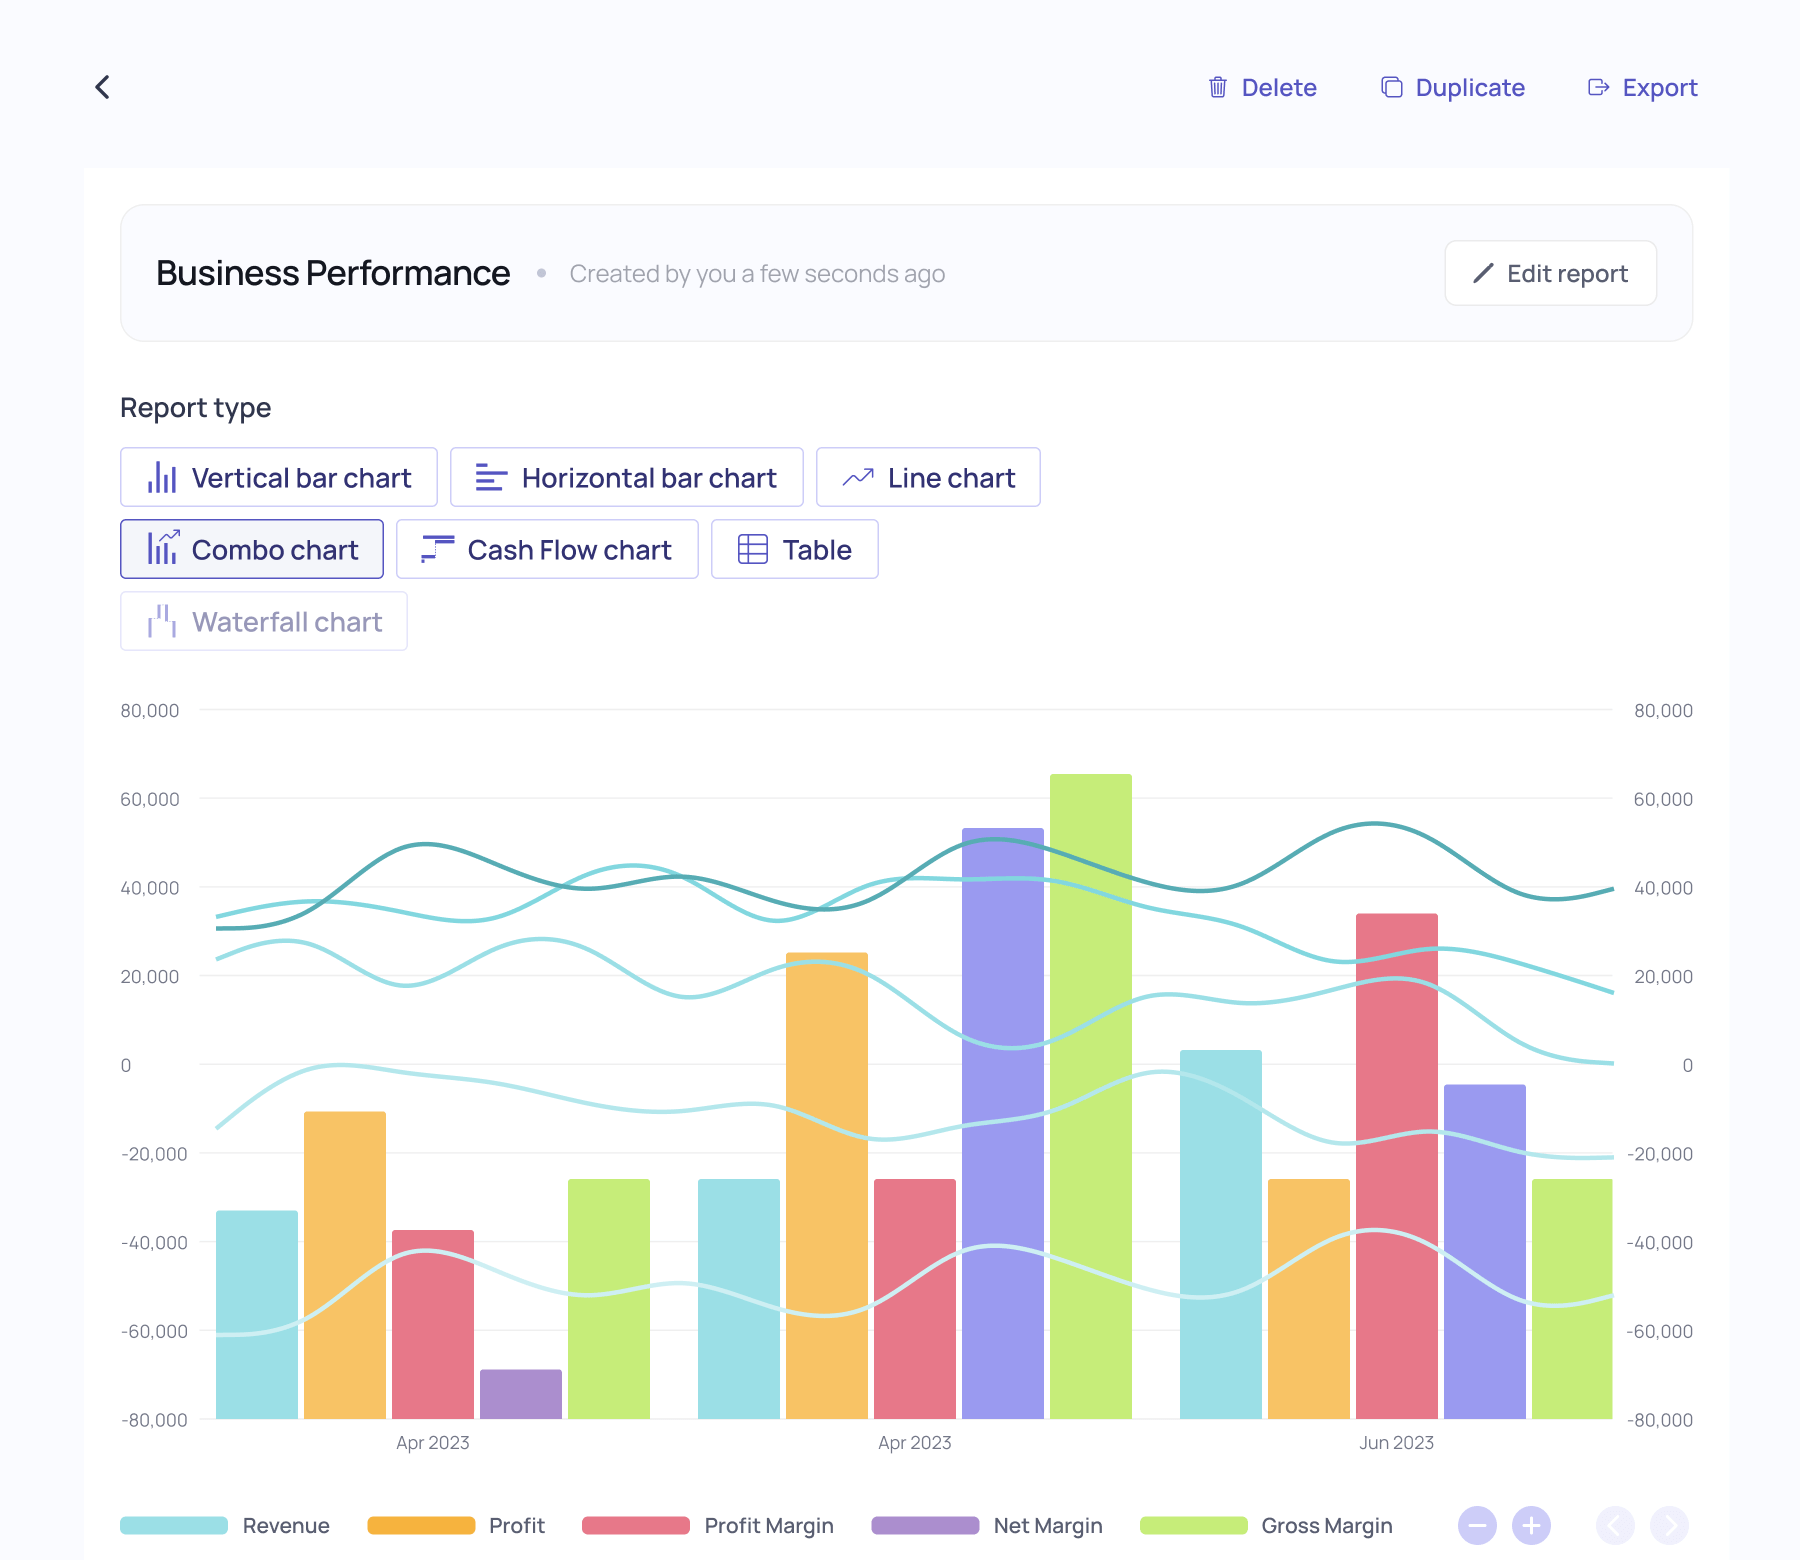 Delete Duplicate Export
Business Performance Created by you a few seconds ago Edit report
Report type
Vertical bar chart Horizontal bar chart Line chart
Combo chart Cash Flow chart Table
Waterfall chart
80,000 80,000
60,000 60,000
40,000 40,000
20,000 20,000
0 0
-20,000 -20,000
-40,000 -40,000
-60,000 -60,000
-80,000 -80,000
Apr 2023 Apr 2023 Jun 2023
Revenue Profit Profit Margin Net Margin Gross Margin